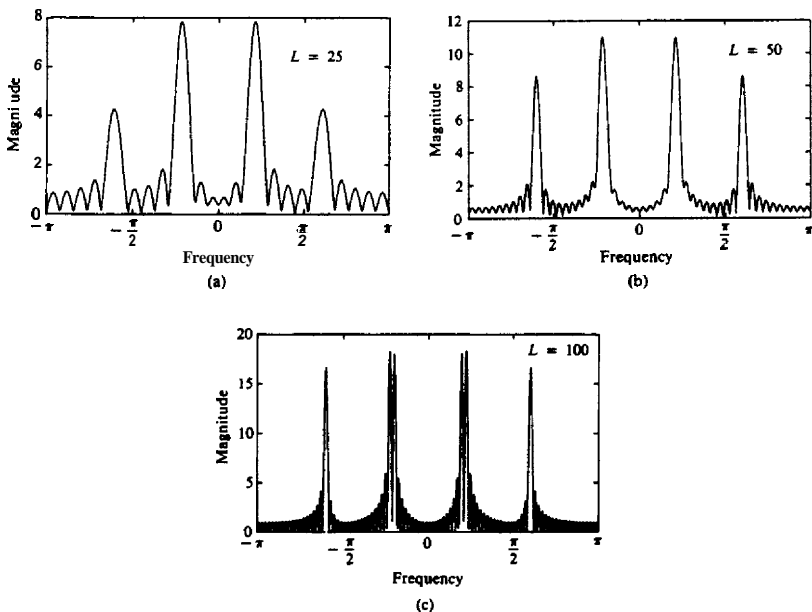 8
6
4
2
0
Magni ude
L = 25
− π
− π/2
0
π/2
π
Frequency
(a)
12
10
8
6
4
2
0
Magnitude
L = 50
− π
− π/2
0
π/2
π
Frequency
(b)
20
15
10
5
0
Magnitude
L = 100
− π
− π/2
0
π/2
π
Frequency
(c)